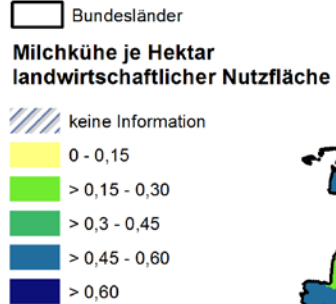 Bundesländer
Milchkühe je Hektar
landwirtschaftlicher Nutzfläche
keine Information
0 - 0,15
> 0,15 - 0,30
> 0,3 - 0,45
> 0,45 - 0,60
> 0,60